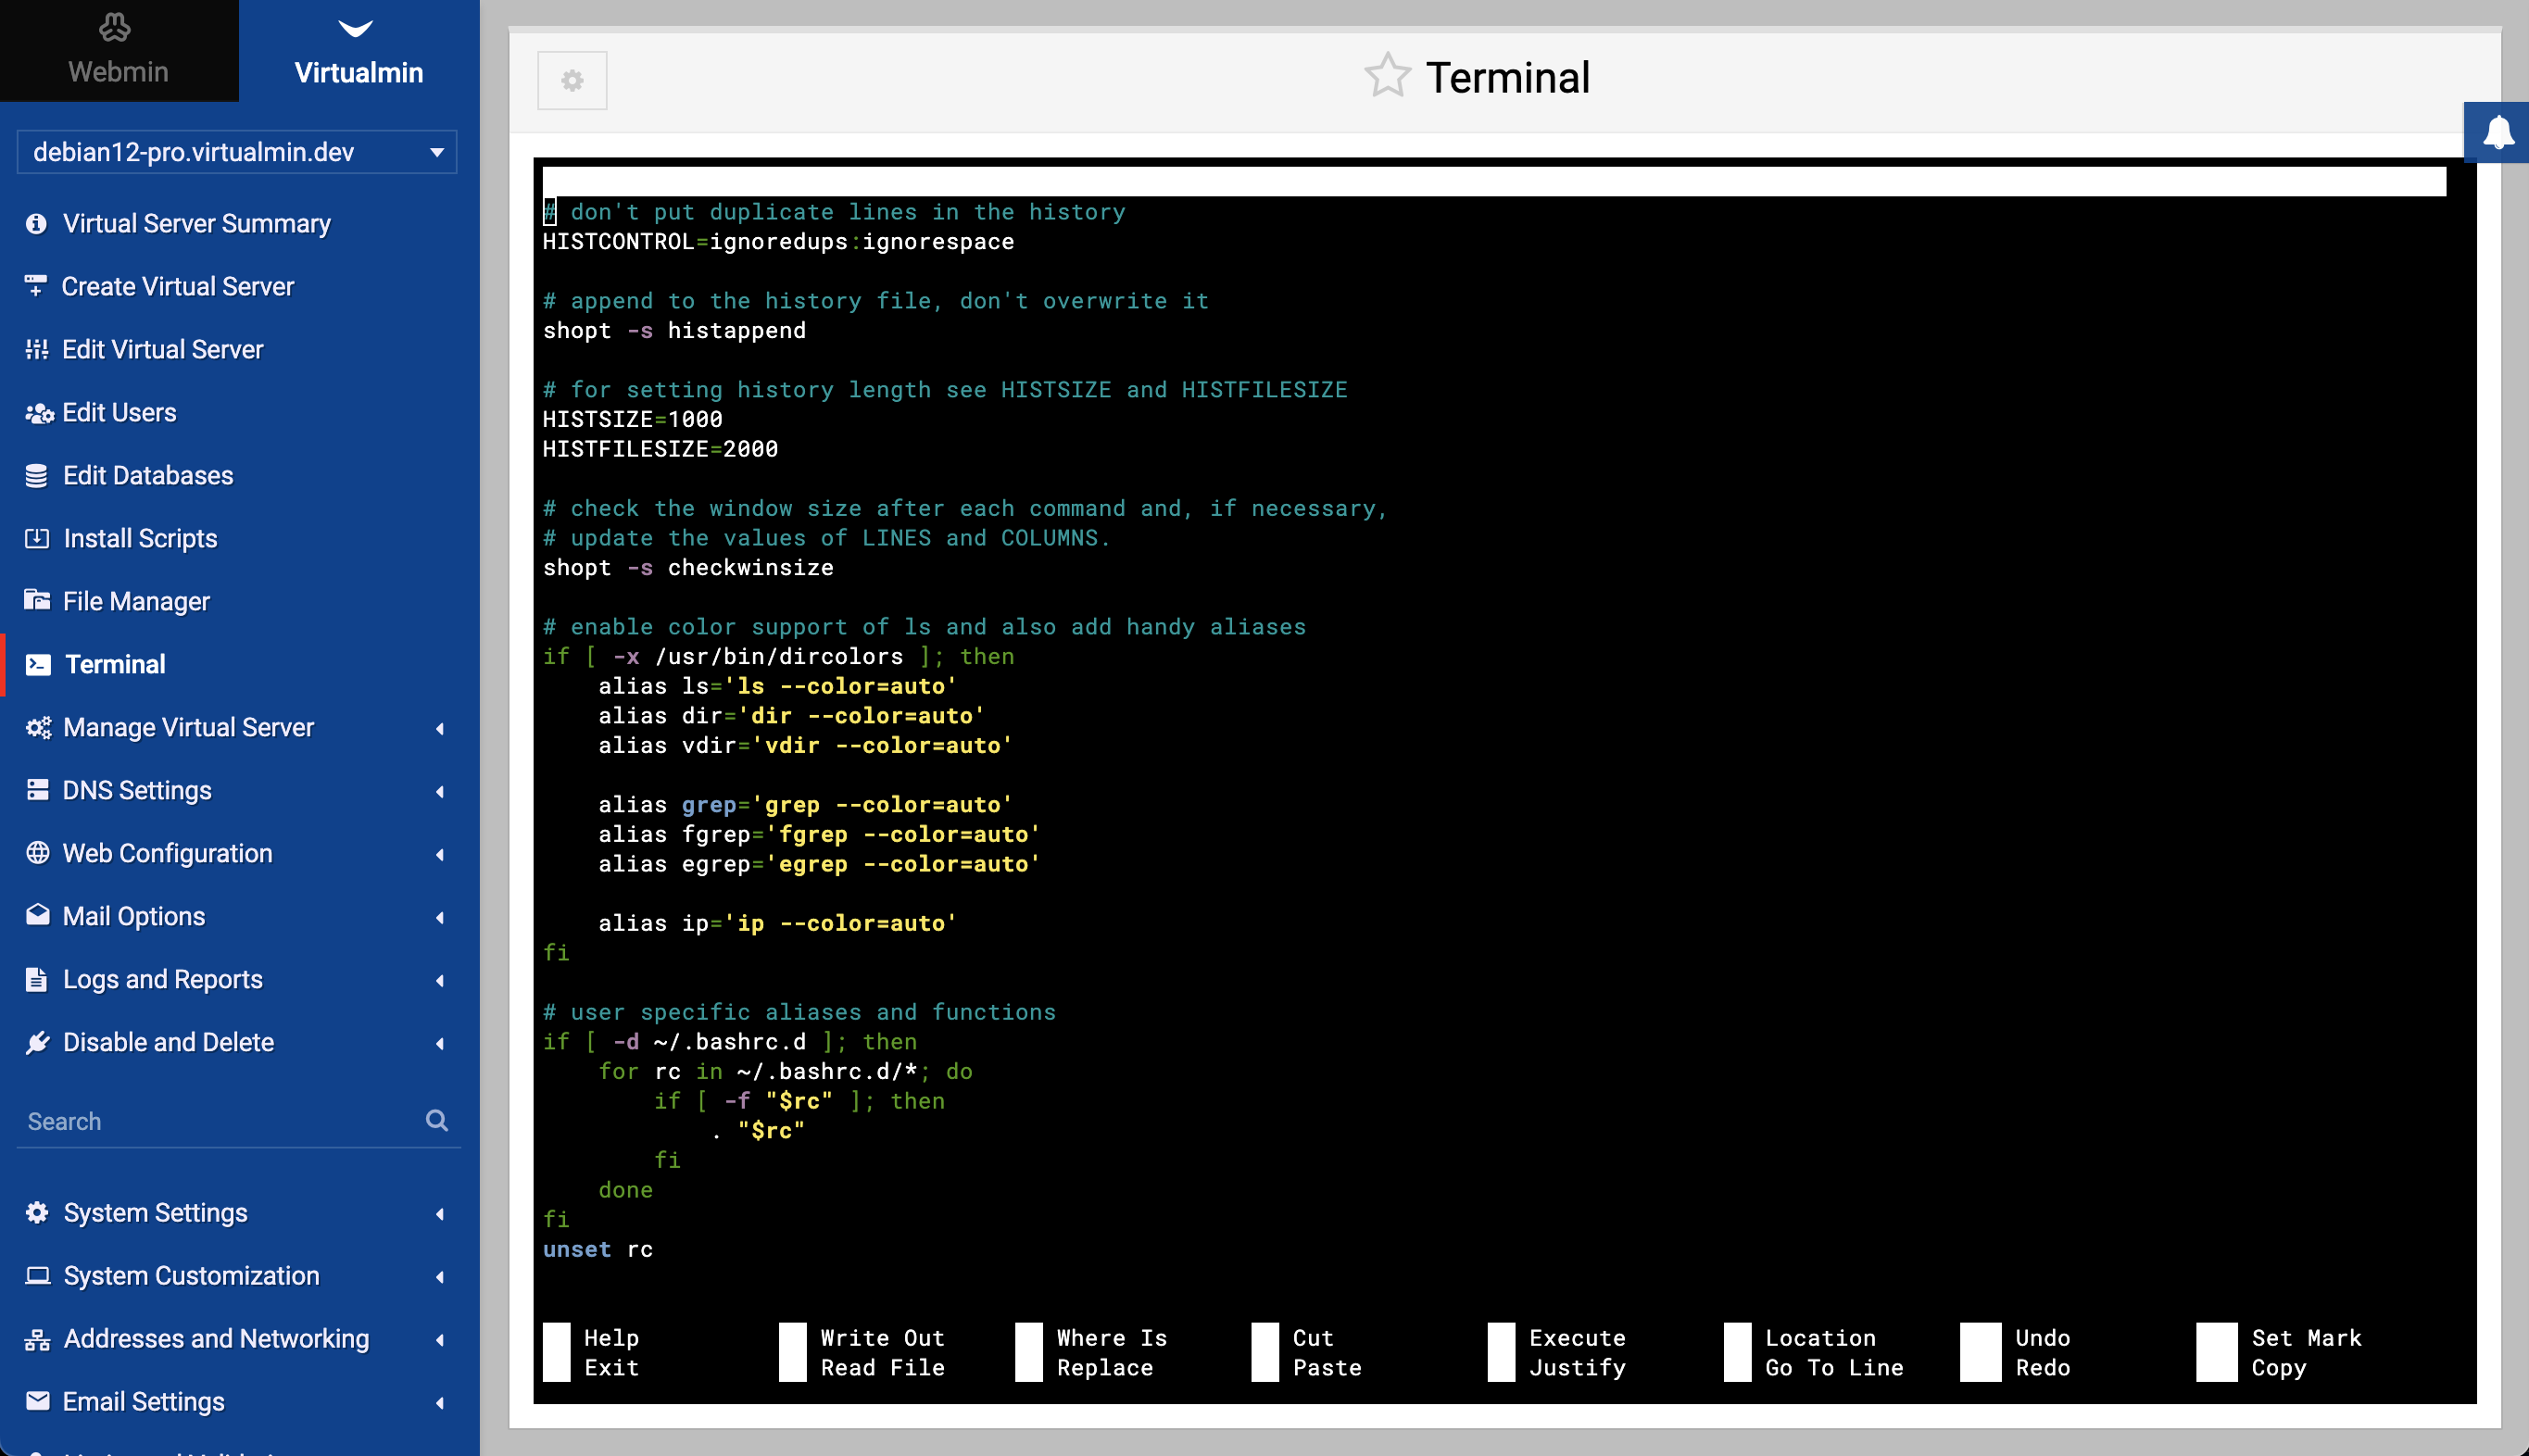 Webmin
Virtualmin
debian12-pro.virtualmin.dev
Virtual Server Summary
Create Virtual Server
Edit Virtual Server
Edit Users
Edit Databases
Install Scripts
File Manager
Terminal
Manage Virtual Server
DNS Settings
Web Configuration
Mail Options
Logs and Reports
Disable and Delete
Search
System Settings
System Customization
Addresses and Networking
Email Settings
Terminal
# don't put duplicate lines in the history
HISTCONTROL=ignoredups:ignorespace
# append to the history file, don't overwrite it
shopt -s histappend
# for setting history length see HISTSIZE and HISTFILESIZE
HISTSIZE=1000
HISTFILESIZE=2000
# check the window size after each command and, if necessary,
# update the values of LINES and COLUMNS.
shopt -s checkwinsize
# enable color support of ls and also add handy aliases
if [ -x /usr/bin/dircolors ]; then
    alias ls='ls --color=auto'
    alias dir='dir --color=auto'
    alias vdir='vdir --color=auto'
    alias grep='grep --color=auto'
    alias fgrep='fgrep --color=auto'
    alias egrep='egrep --color=auto'
    alias ip='ip --color=auto'
fi
# user specific aliases and functions
if [ -d ~/.bashrc.d ]; then
    for rc in ~/.bashrc.d/*; do
        if [ -f "$rc" ]; then
            . "$rc"
        fi
    done
fi
unset rc
Help Write Out Where Is Cut Execute Location Undo Set Mark
Exit Read File Replace Paste Justify Go To Line Redo Copy